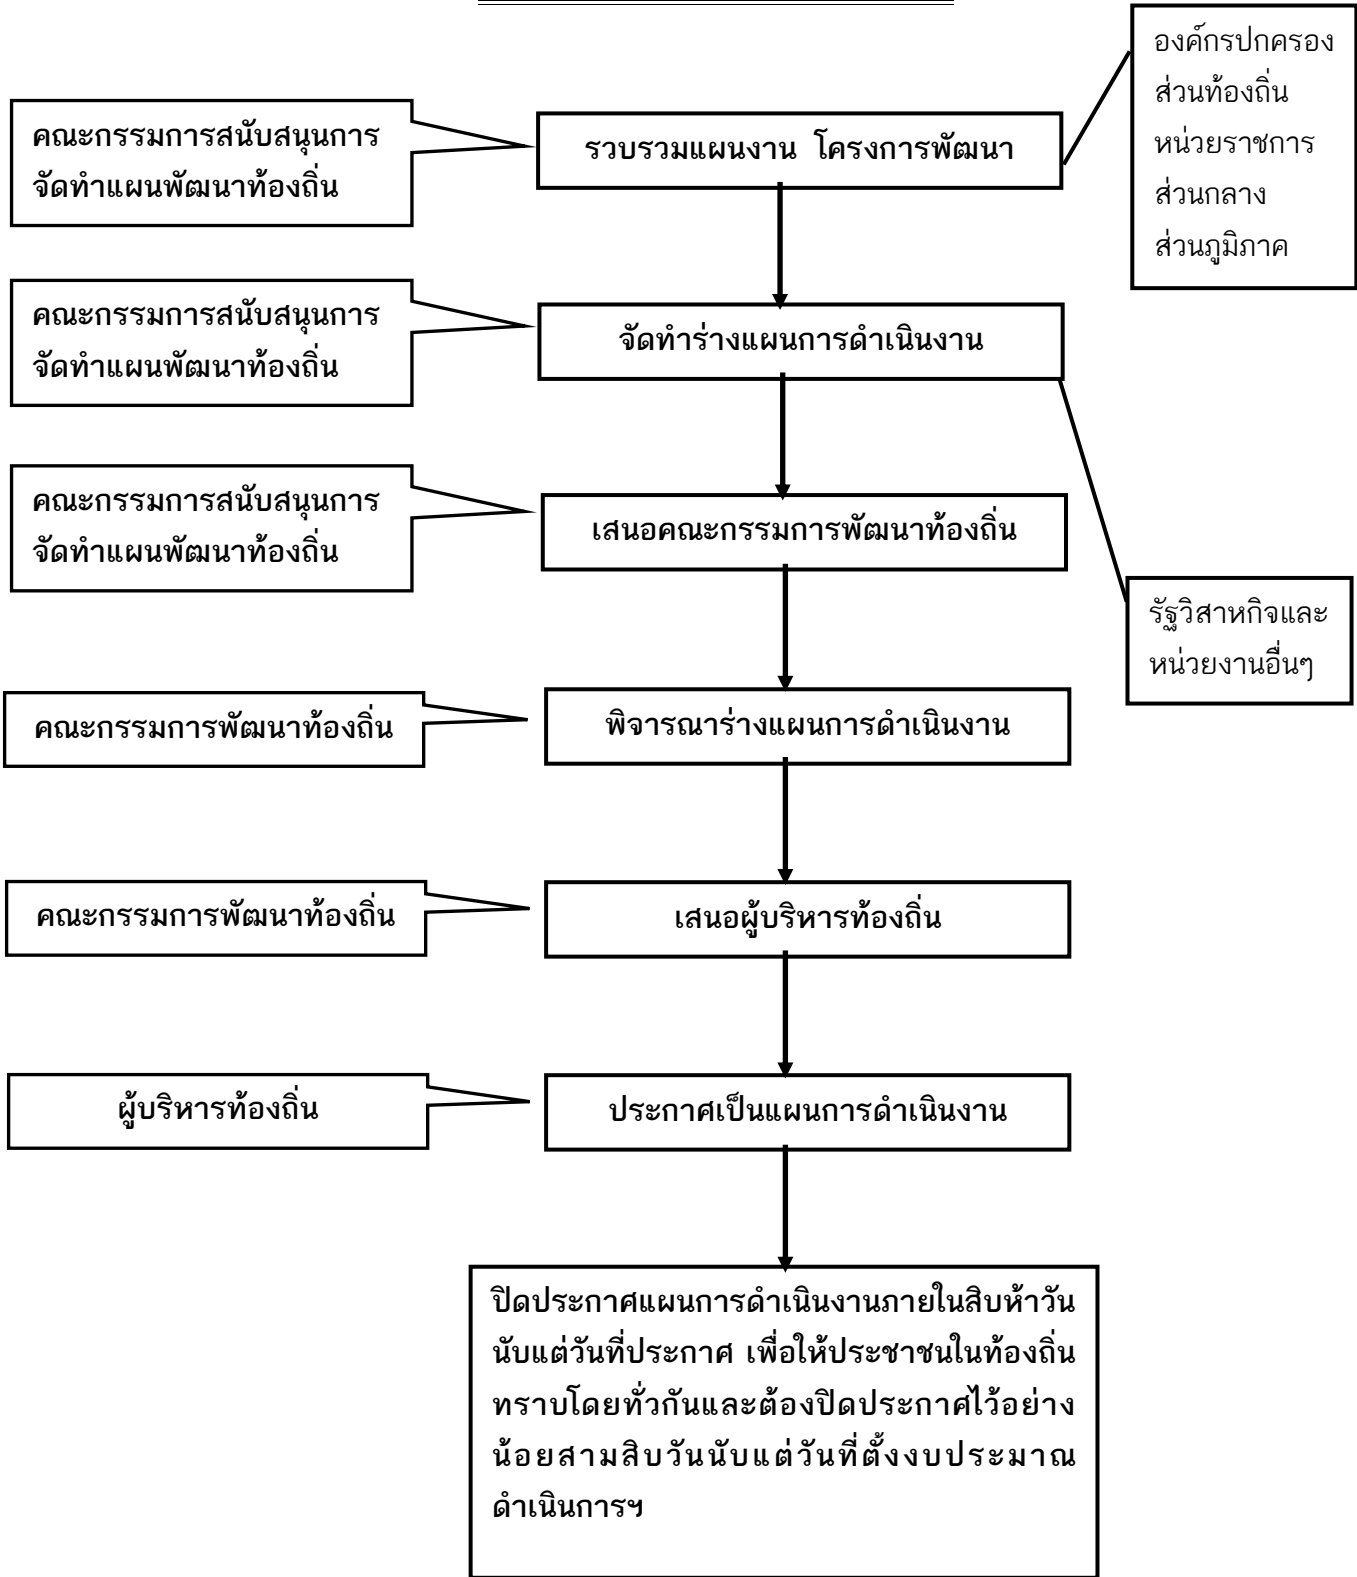 องค์กรปกครอง
ส่วนท้องถิ่น
หน่วยราชการ
ส่วนกลาง
ส่วนภูมิภาค
คณะกรรมการสนับสนุนการ
จัดทำแผนพัฒนาท้องถิ่น
รวบรวมแผนงาน โครงการพัฒนา
คณะกรรมการสนับสนุนการ
จัดทำแผนพัฒนาท้องถิ่น
จัดทำร่างแผนการดำเนินงาน
คณะกรรมการสนับสนุนการ
จัดทำแผนพัฒนาท้องถิ่น
เสนอคณะกรรมการพัฒนาท้องถิ่น
รัฐวิสาหกิจและ
หน่วยงานอื่นๆ
คณะกรรมการพัฒนาท้องถิ่น
พิจารณาร่างแผนการดำเนินงาน
คณะกรรมการพัฒนาท้องถิ่น
เสนอผู้บริหารท้องถิ่น
ผู้บริหารท้องถิ่น
ประกาศเป็นแผนการดำเนินงาน
ปิดประกาศแผนการดำเนินงานภายในสิบห้าวัน
นับแต่วันที่ประกาศ เพื่อให้ประชาชนในท้องถิ่น
ทราบโดยทั่วกันและต้องปิดประกาศไว้อย่าง
น้อยสามสิบวันนับแต่วันที่ตั้งงบประมาณ
ดำเนินการฯ